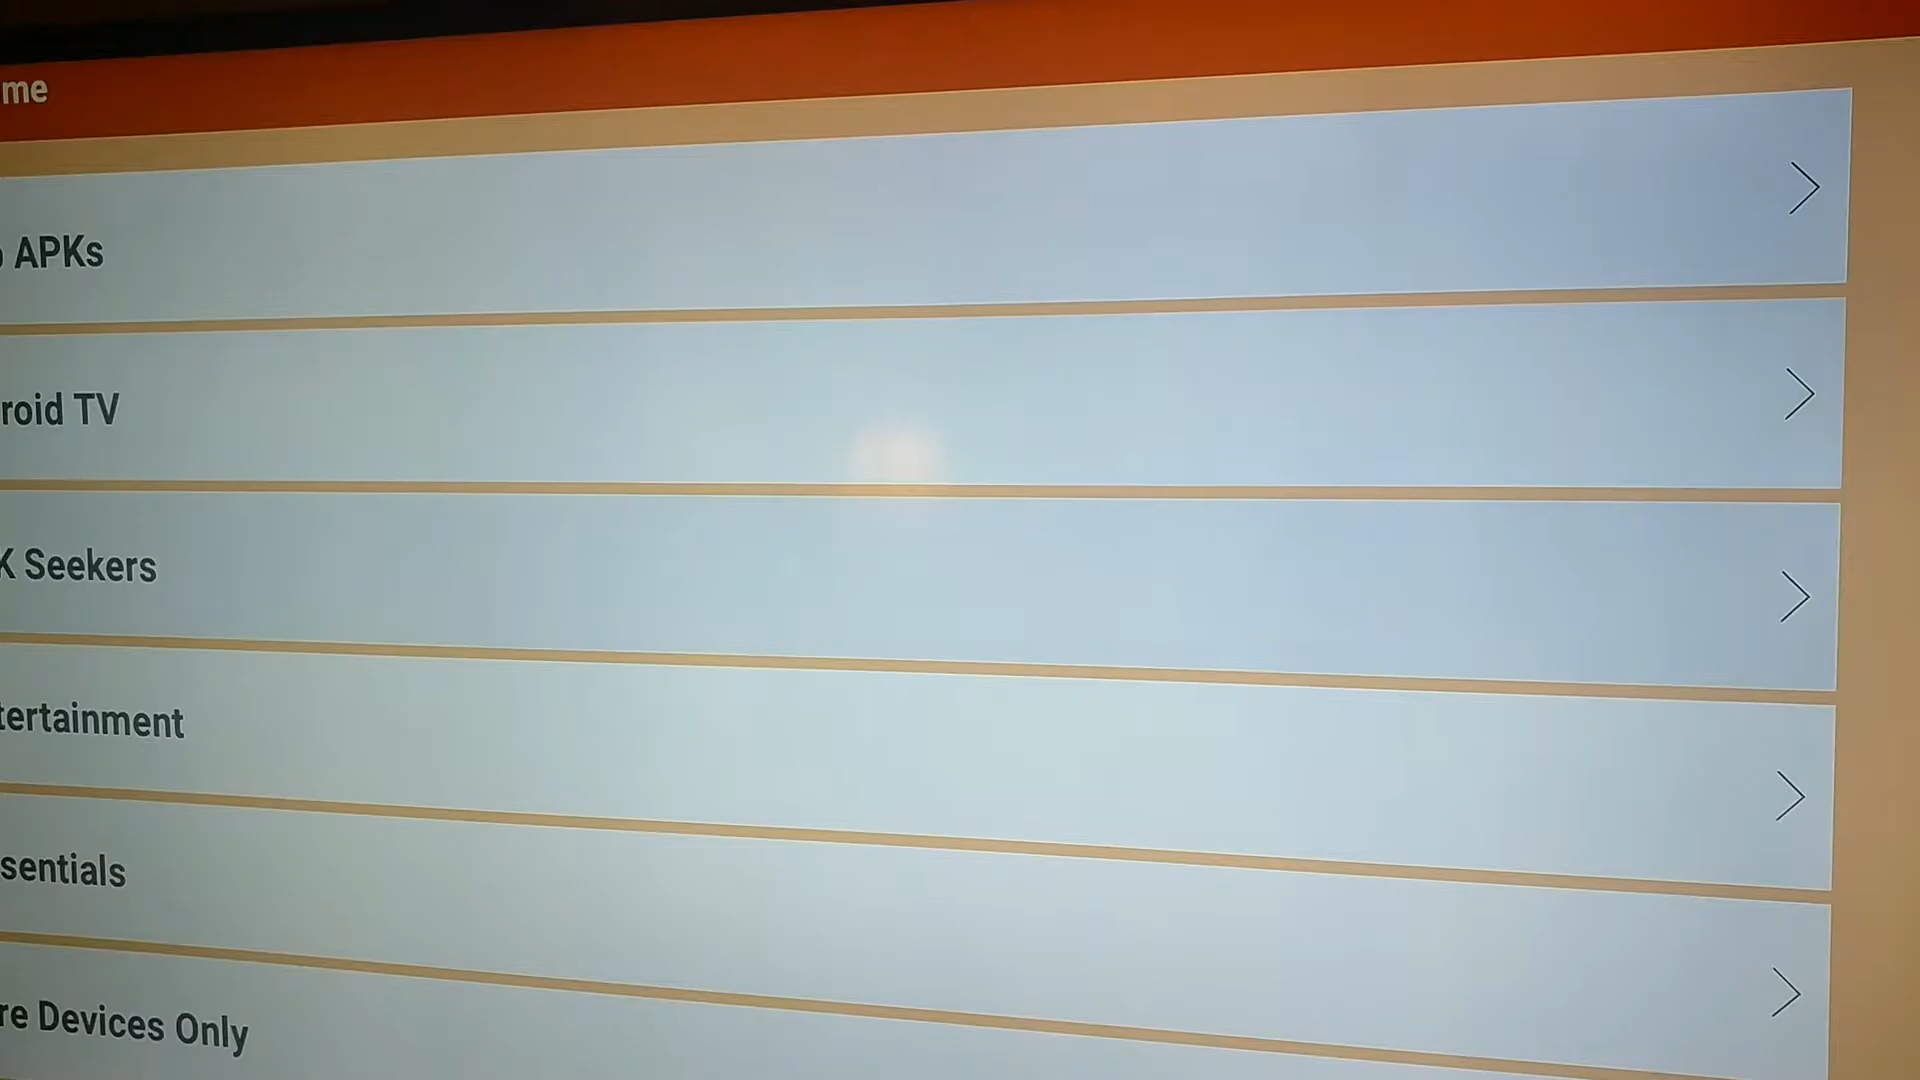 me
APKs
roid TV
K Seekers
tertainment
sentials
re Devices Only